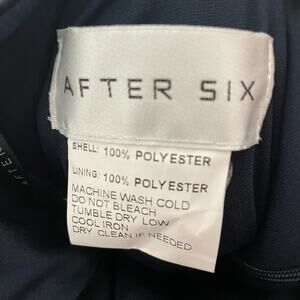 AFTER SIX
SHELL: 100% POLYESTER
LINING: 100% POLYESTER
MACHINE WASH COLD
DO NOT BLEACH
TUMBLE DRY LOW
COOL IRON
DRY CLEAN IF NEEDED
AFTER